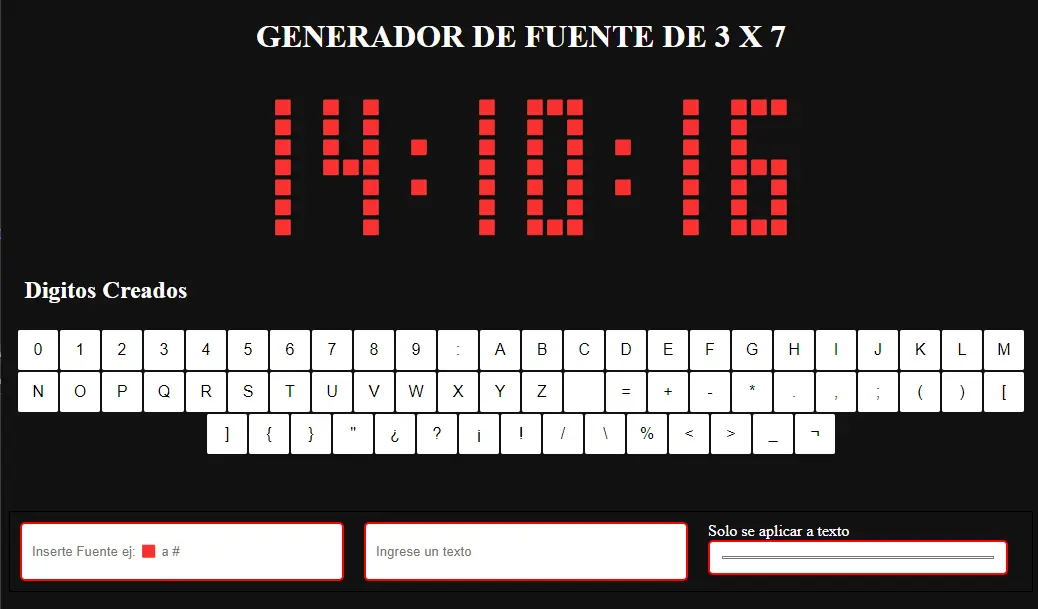 GENERADOR DE FUENTE DE 3 X 7
14:10:16
Digitos Creados
0 1 2 3 4 5 6 7 8 9 : A B C D E F G H I J K L M
N O P Q R S T U V W X Y Z = + - * . , ; ( ) [
] { } " ¿ ? ¡ ! / \ % < > _ ¬
Inserte Fuente ej: 🟥 a #
Ingrese un texto
Solo se aplicar a texto